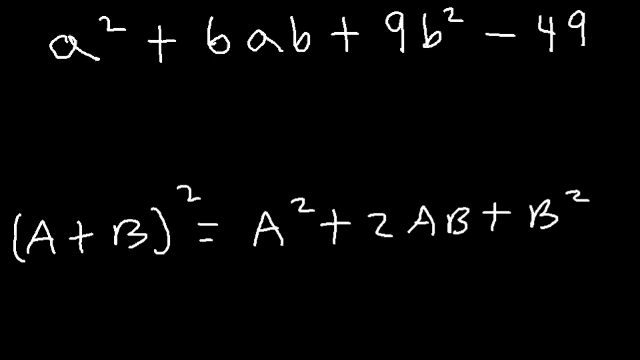 a² + 6ab + 9b² - 49
(A + B)² = A² + 2AB + B²